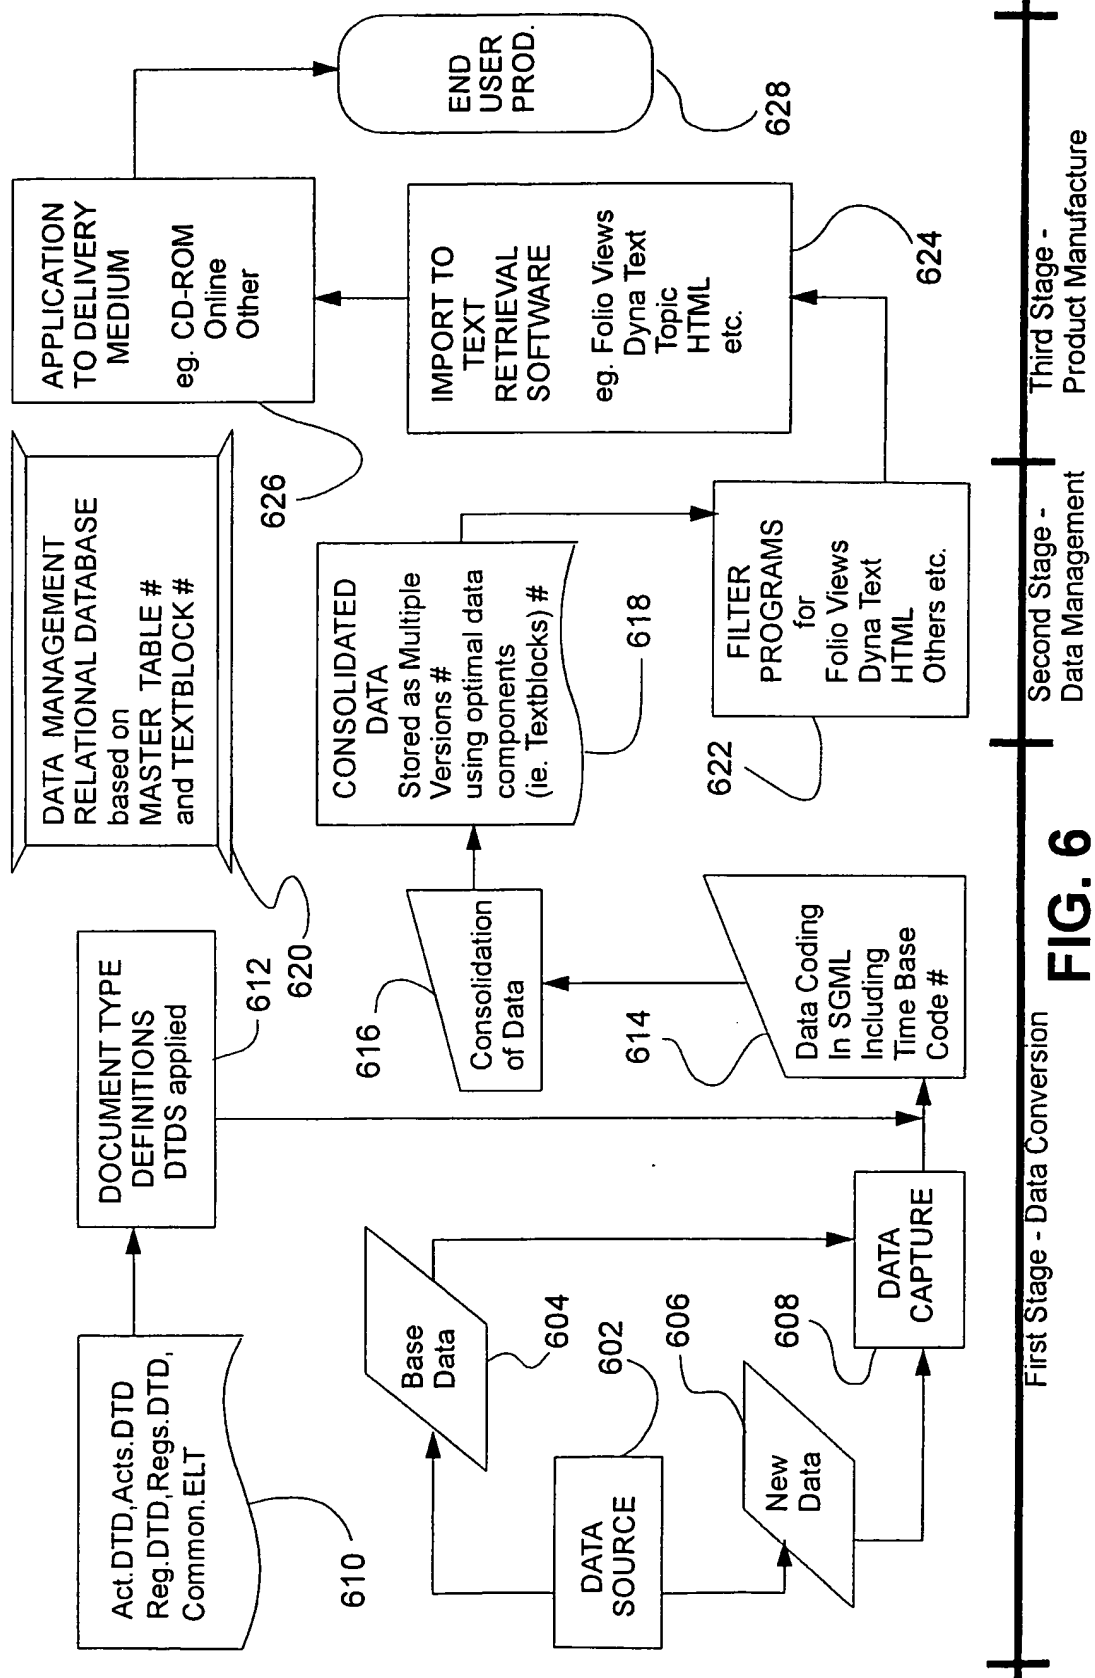 Act.DTD,Acts.DTD
Reg.DTD,Regs.DTD,
Common.ELT
610
DOCUMENT TYPE
DEFINITIONS
DTDS applied
612
DATA MANAGEMENT
RELATIONAL DATABASE
based on
MASTER TABLE #
and TEXTBLOCK #
620
APPLICATION
TO DELIVERY
MEDIUM
eg. CD-ROM
Online
Other
626
END
USER
PROD.
628
Base
Data
604
DATA
SOURCE
602
New
Data
606
DATA
CAPTURE
608
Consolidation
of Data
616
Data Coding
In SGML
Including
Time Base
Code #
614
CONSOLIDATED
DATA
Stored as Multiple
Versions #
using optimal data
components
(ie. Textblocks) #
618
FILTER
PROGRAMS
for
Folio Views
Dyna Text
HTML
Others etc.
622
IMPORT TO
TEXT
RETRIEVAL
SOFTWARE
eg. Folio Views
Dyna Text
Topic
HTML
etc.
624
First Stage - Data Conversion
Second Stage -
Data Management
Third Stage -
Product Manufacture
FIG. 6